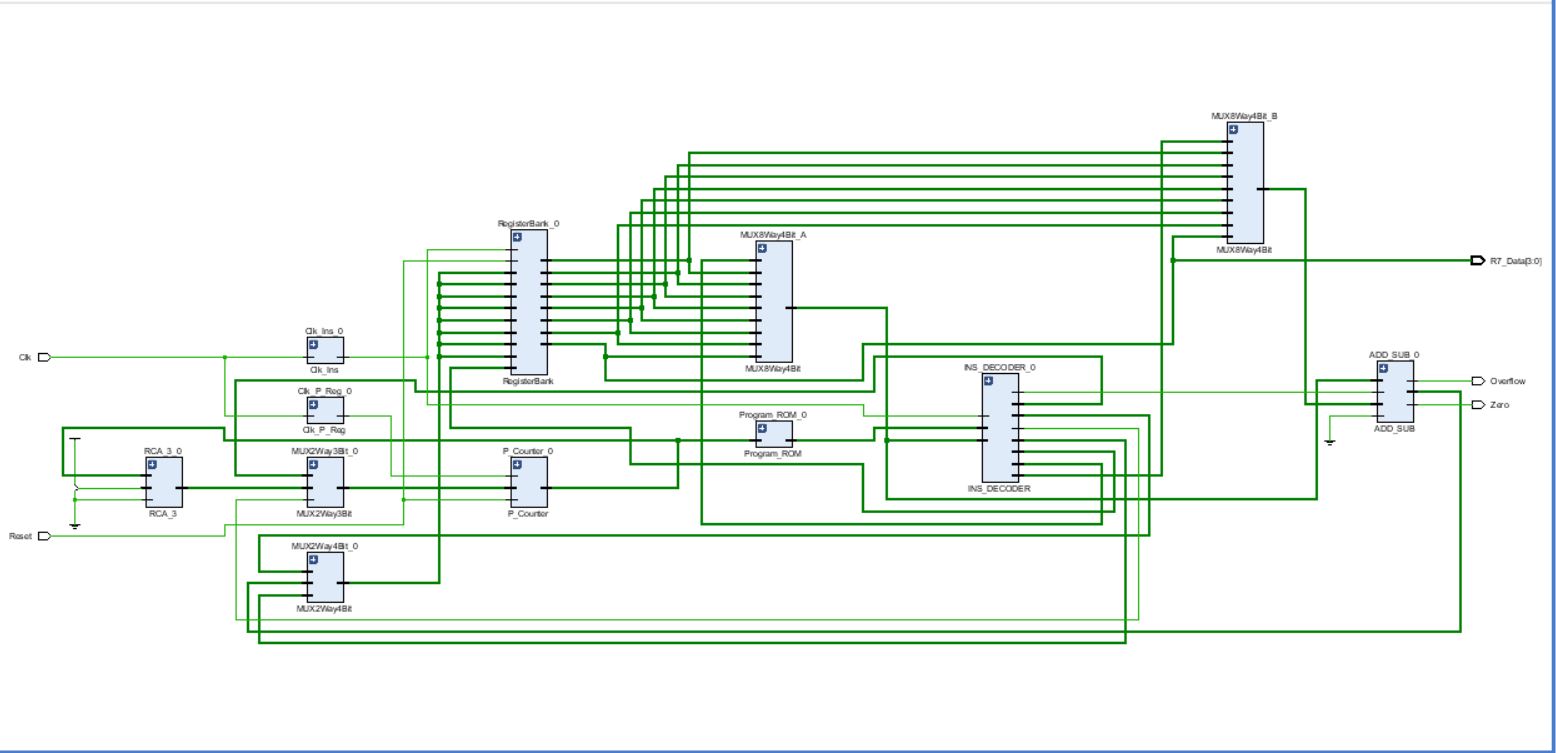 MUX8Way4Bit_B
MUX8Way4Bit
RegisterBank_0
RegisterBank
MUX8Way4Bit_A
MUX8Way4Bit
R7_Data[3:0]
Clk_Ins_0
Clk_Ins
Clk
ADD_SUB_0
ADD_SUB
Overflow
Zero
INS_DECODER_0
INS_DECODER
Clk_P_Reg_0
Clk_P_Reg
Program_ROM_0
Program_ROM
RCA_3_0
RCA_3
MUX2Way3Bit_0
MUX2Way3Bit
P_Counter_0
P_Counter
Reset
MUX2Way4Bit_0
MUX2Way4Bit